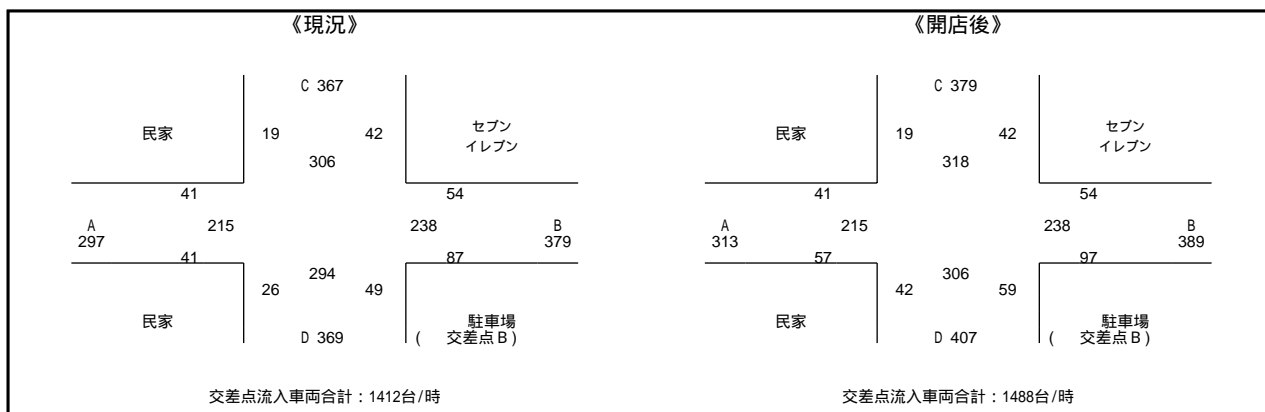 《現況》
C 367
民家
19
42
セブン
イレブン
306
41
54
A
297
215
238
B
379
41
87
294
26
49
民家
駐車場
D 369
( 交差点B)
交差点流入車両合計：1412台/時
《開店後》
C 379
民家
19
42
セブン
イレブン
318
41
54
A
313
215
238
B
389
57
97
306
42
59
民家
駐車場
D 407
( 交差点B)
交差点流入車両合計：1488台/時